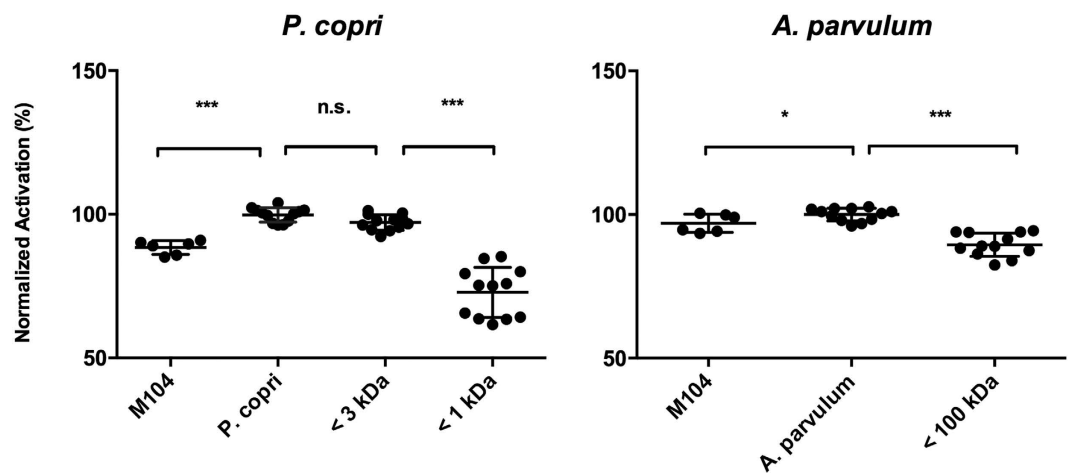 P. copri
A. parvulum
Normalized Activation (%)
150
100
50
***
n.s.
***
M104
P. copri
< 3 kDa
< 1 kDa
150
100
50
*
***
M104
A. parvulum
< 100 kDa